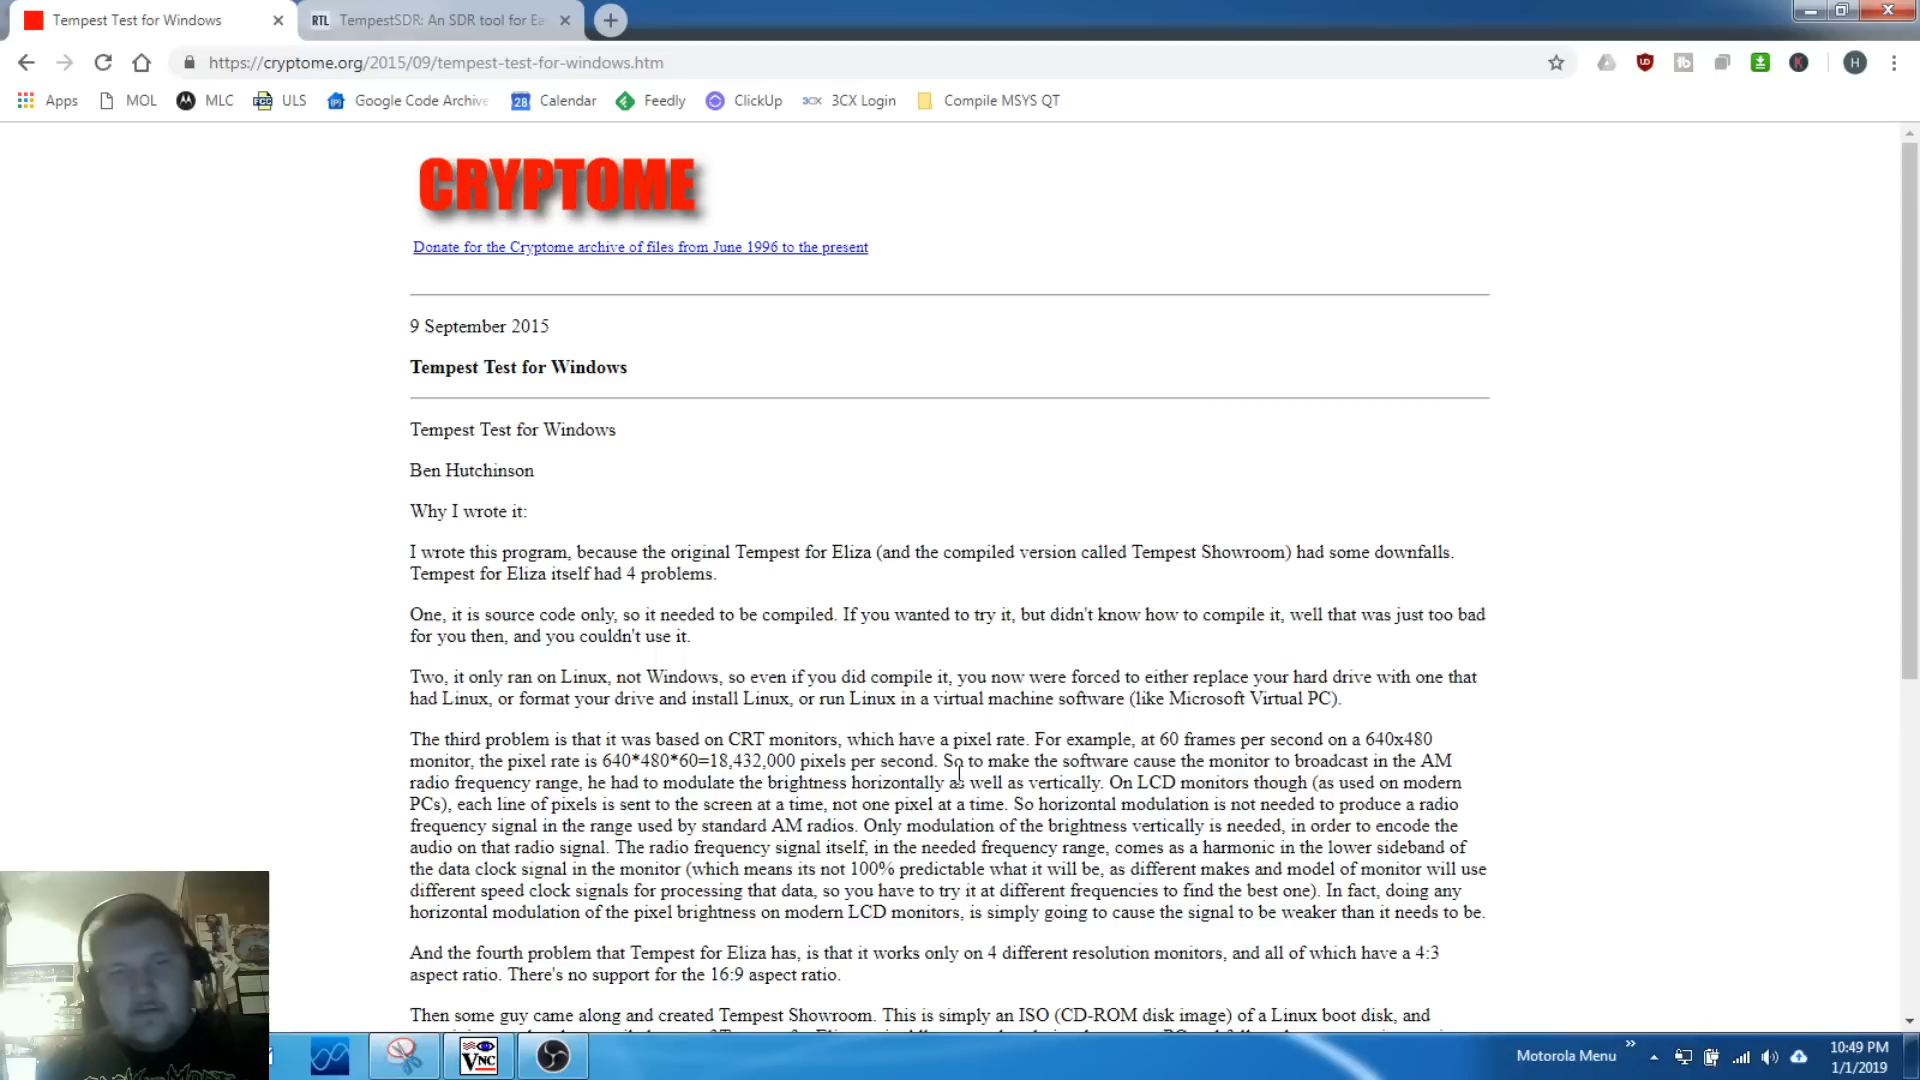 Tempest Test for Windows
RTL TempestSDR: An SDR tool for Ea
https://cryptome.org/2015/09/tempest-test-for-windows.htm
H
Apps MOL MLC FCC ULS Google Code Archive 28 Calendar Feedly ClickUp 3CX 3CX Login Compile MSYS QT
CRYPTOME
Donate for the Cryptome archive of files from June 1996 to the present
9 September 2015
Tempest Test for Windows
Tempest Test for Windows
Ben Hutchinson
Why I wrote it:
I wrote this program, because the original Tempest for Eliza (and the compiled version called Tempest Showroom) had some downfalls.
Tempest for Eliza itself had 4 problems.
One, it is source code only, so it needed to be compiled. If you wanted to try it, but didn't know how to compile it, well that was just too bad
for you then, and you couldn't use it.
Two, it only ran on Linux, not Windows, so even if you did compile it, you now were forced to either replace your hard drive with one that
had Linux, or format your drive and install Linux, or run Linux in a virtual machine software (like Microsoft Virtual PC).
The third problem is that it was based on CRT monitors, which have a pixel rate. For example, at 60 frames per second on a 640x480
monitor, the pixel rate is 640*480*60=18,432,000 pixels per second. So to make the software cause the monitor to broadcast in the AM
radio frequency range, he had to modulate the brightness horizontally as well as vertically. On LCD monitors though (as used on modern
PCs), each line of pixels is sent to the screen at a time, not one pixel at a time. So horizontal modulation is not needed to produce a radio
frequency signal in the range used by standard AM radios. Only modulation of the brightness vertically is needed, in order to encode the
audio on that radio signal. The radio frequency signal itself, in the needed frequency range, comes as a harmonic in the lower sideband of
the data clock signal in the monitor (which means its not 100% predictable what it will be, as different makes and model of monitor will use
different speed clock signals for processing that data, so you have to try it at different frequencies to find the best one). In fact, doing any
horizontal modulation of the pixel brightness on modern LCD monitors, is simply going to cause the signal to be weaker than it needs to be.
And the fourth problem that Tempest for Eliza has, is that it works only on 4 different resolution monitors, and all of which have a 4:3
aspect ratio. There's no support for the 16:9 aspect ratio.
Then some guy came along and created Tempest Showroom. This is simply an ISO (CD-ROM disk image) of a Linux boot disk, and
VNC
Motorola Menu
10:49 PM
1/1/2019